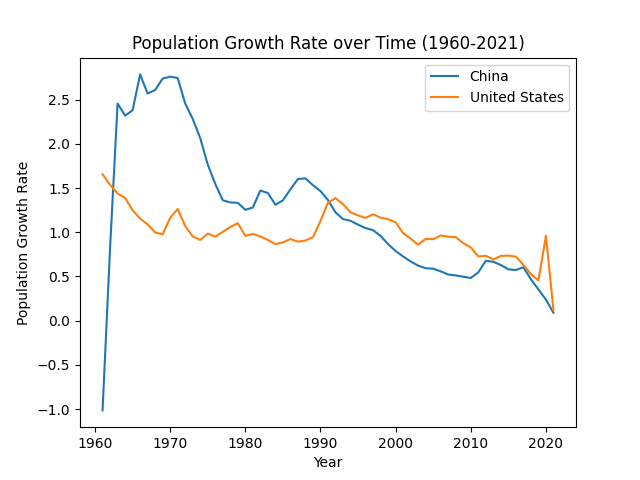 Population Growth Rate over Time (1960-2021)
China
United States
Population Growth Rate
2.5
2.0
1.5
1.0
0.5
0.0
−0.5
−1.0
1960 1970 1980 1990 2000 2010 2020
Year